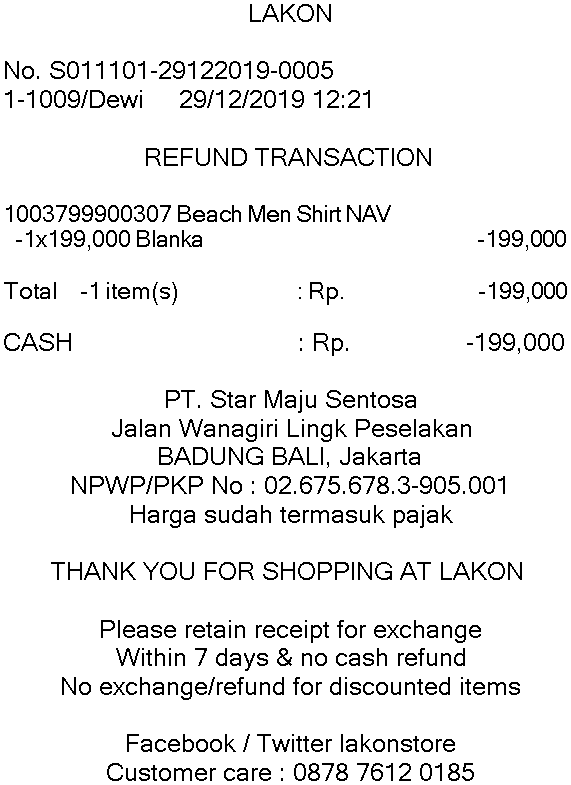 LAKON
No. S011101-29122019-0005
1-1009/Dewi 29/12/2019 12:21
REFUND TRANSACTION
1003799900307 Beach Men Shirt NAV
-1x199,000 Blanka -199,000
Total -1 item(s) : Rp. -199,000
CASH : Rp. -199,000
PT. Star Maju Sentosa
Jalan Wanagiri Lingk Peselakan
BADUNG BALI, Jakarta
NPWP/PKP No : 02.675.678.3-905.001
Harga sudah termasuk pajak
THANK YOU FOR SHOPPING AT LAKON
Please retain receipt for exchange
Within 7 days & no cash refund
No exchange/refund for discounted items
Facebook / Twitter lakonstore
Customer care : 0878 7612 0185